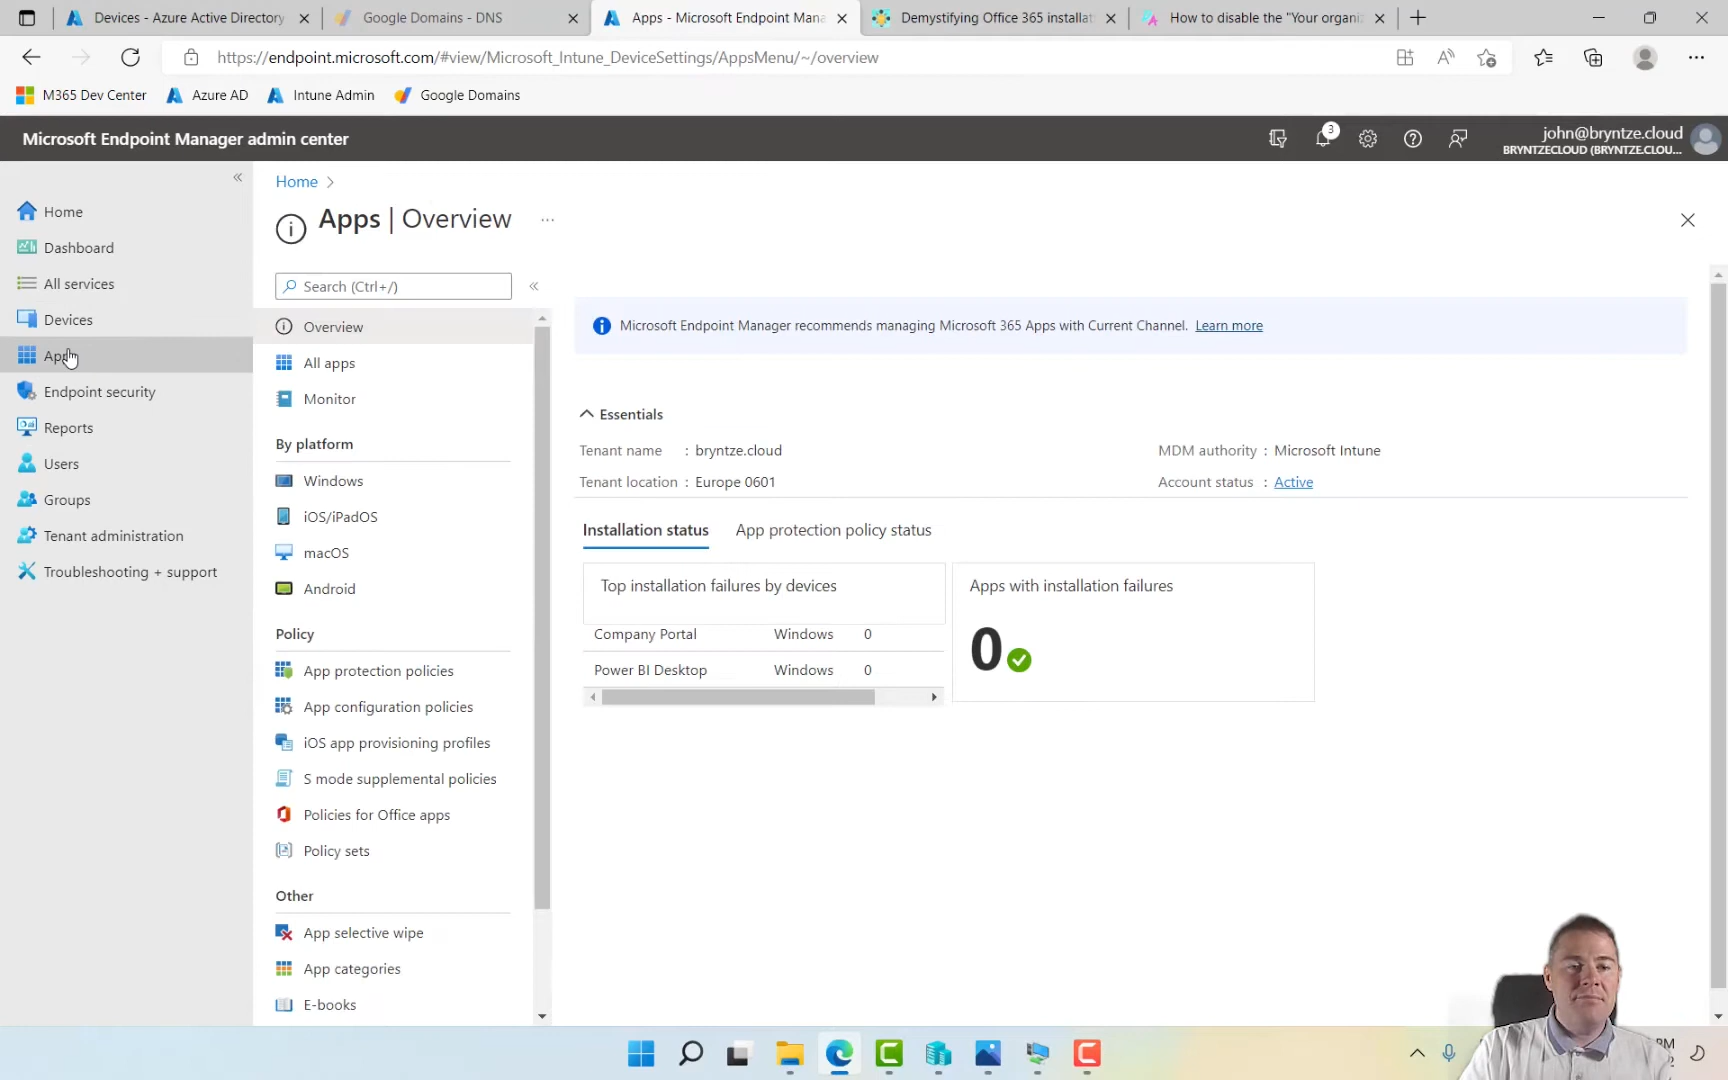 Devices - Azure Active Directory
Google Domains - DNS
Apps - Microsoft Endpoint Mana
Demystifying Office 365 installat
How to disable the "Your organiz
https://endpoint.microsoft.com/#view/Microsoft_Intune_DeviceSettings/AppsMenu/~/overview
M365 Dev Center
Azure AD
Intune Admin
Google Domains
Microsoft Endpoint Manager admin center
3
john@bryntze.cloud
BRYNTZECLOUD (BRYNTZE.CLOU...
Home
Dashboard
All services
Devices
Endpoint security
Reports
Users
Groups
Tenant administration
Troubleshooting + support
Home >
Apps | Overview
...
Search (Ctrl+/)
Overview
All apps
Monitor
By platform
Windows
iOS/iPadOS
macOS
Android
Policy
App protection policies
App configuration policies
iOS app provisioning profiles
S mode supplemental policies
Policies for Office apps
Policy sets
Other
App selective wipe
App categories
E-books
Microsoft Endpoint Manager recommends managing Microsoft 365 Apps with Current Channel. Learn more
Essentials
Tenant name : bryntze.cloud
Tenant location : Europe 0601
MDM authority : Microsoft Intune
Account status : Active
Installation status
App protection policy status
Top installation failures by devices
Company Portal Windows 0
Power BI Desktop Windows 0
Apps with installation failures
0
PM